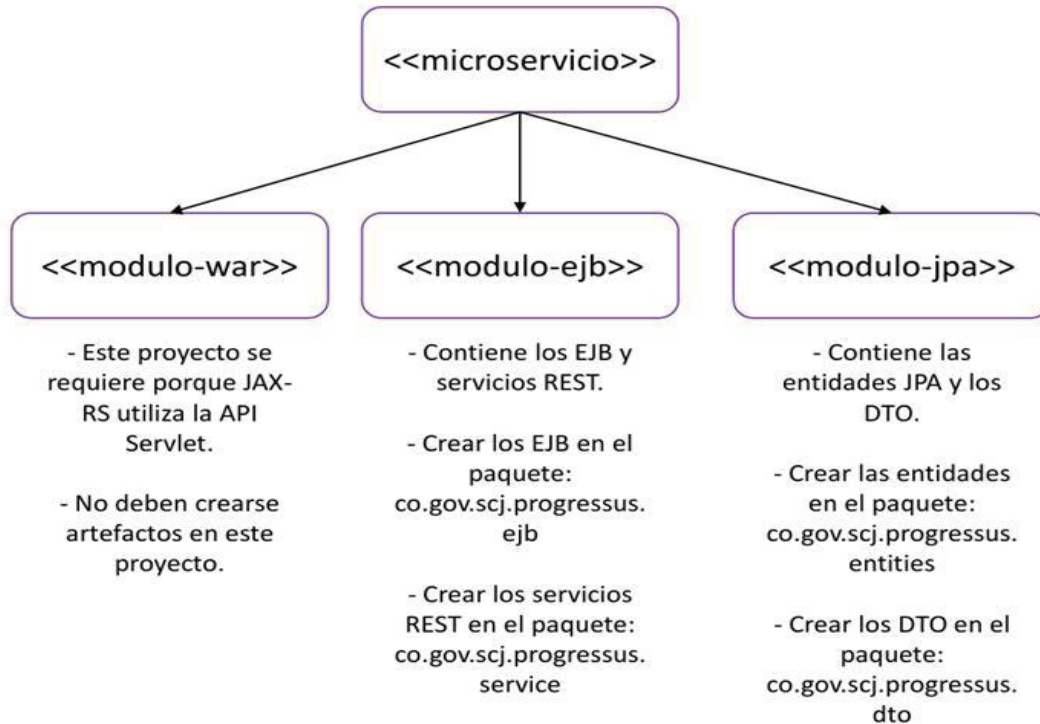 <<microservicio>>
<<modulo-war>>
- Este proyecto se
requiere porque JAX-
RS utiliza la API
Servlet.
- No deben crearse
artefactos en este
proyecto.
<<modulo-ejb>>
- Contiene los EJB y
servicios REST.
- Crear los EJB en el
paquete:
co.gov.scj.progressus.
ejb
- Crear los servicios
REST en el paquete:
co.gov.scj.progressus.
service
<<modulo-jpa>>
- Contiene las
entidades JPA y los
DTO.
- Crear las entidades
en el paquete:
co.gov.scj.progressus.
entities
- Crear los DTO en el
paquete:
co.gov.scj.progressus.
dto